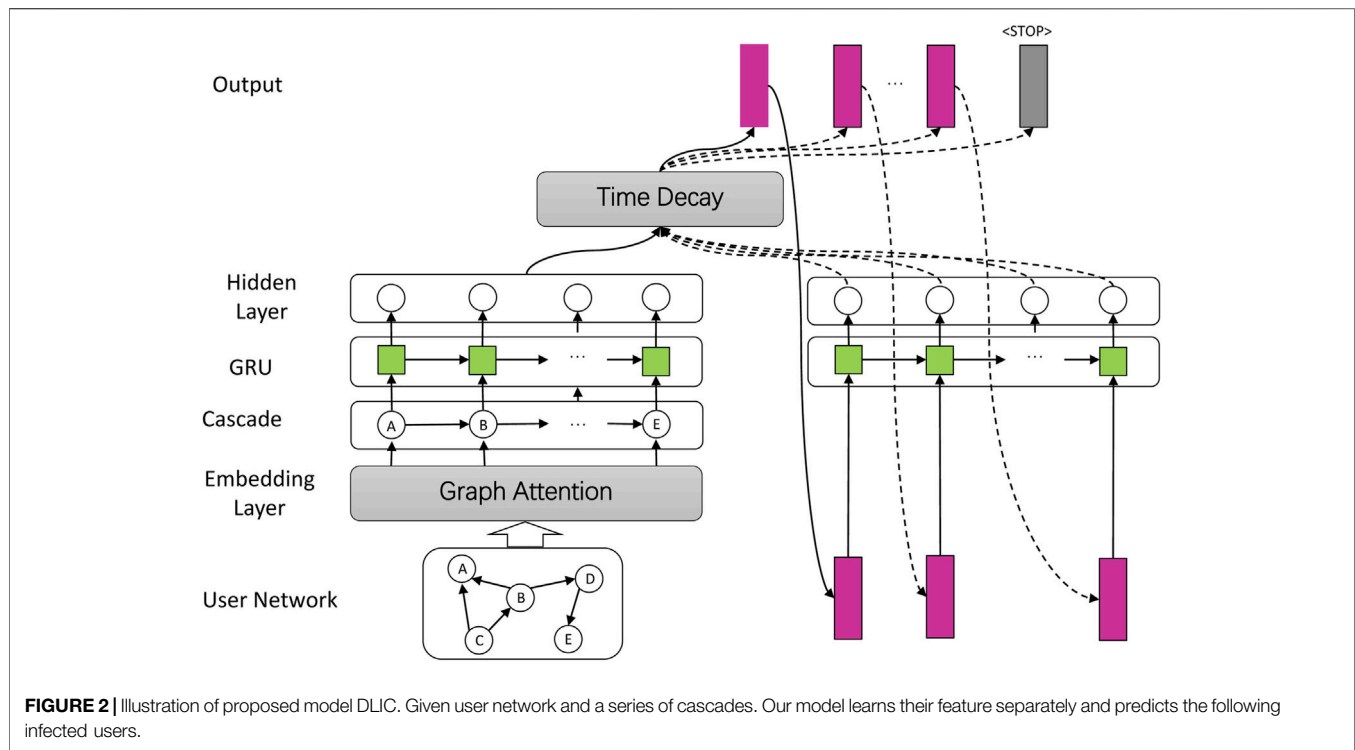 <STOP>
Output
...
Time Decay
Hidden
Layer
GRU
...
...
Cascade
A
B
...
E
Embedding
Layer
Graph Attention
User Network
A
D
B
C
E
FIGURE 2 | Illustration of proposed model DLIC. Given user network and a series of cascades. Our model learns their feature separately and predicts the following
infected users.